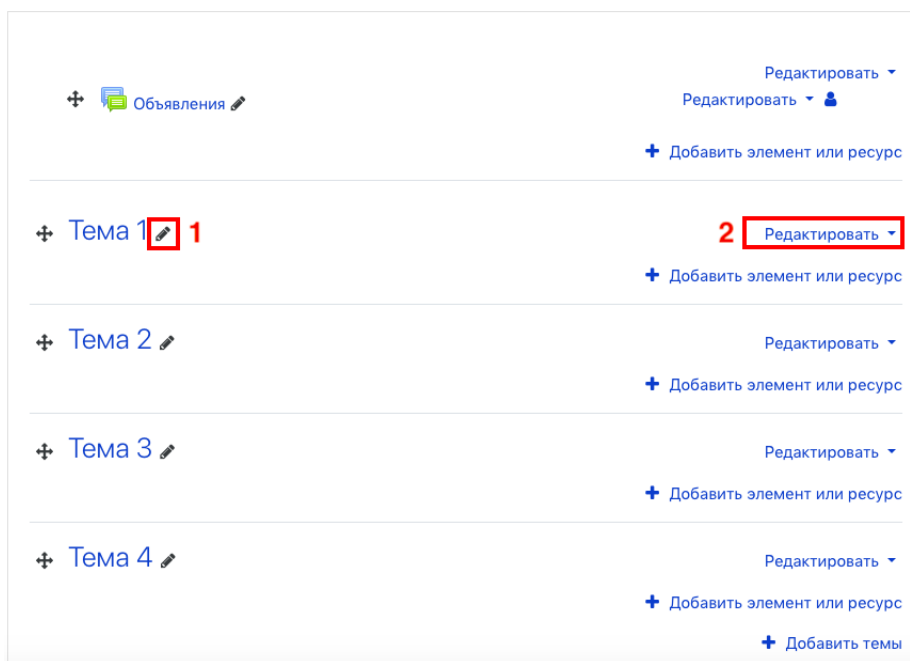 Редактировать
Объявления Редактировать
Добавить элемент или ресурс
Тема 1 1 2 Редактировать
Добавить элемент или ресурс
Тема 2 Редактировать
Добавить элемент или ресурс
Тема 3 Редактировать
Добавить элемент или ресурс
Тема 4 Редактировать
Добавить элемент или ресурс
Добавить темы